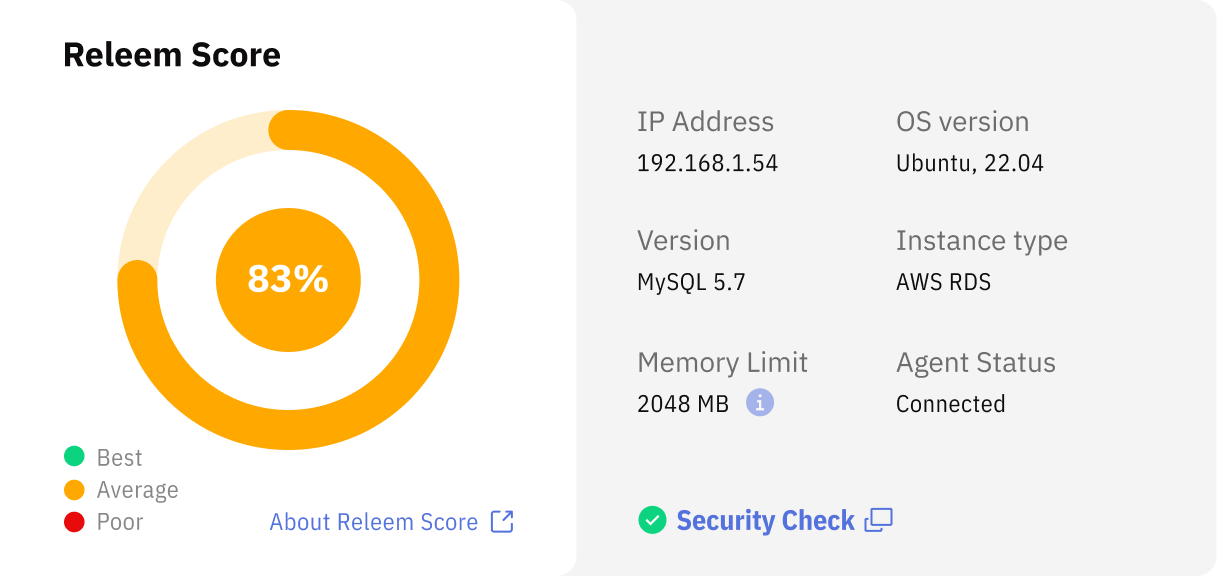 Releem Score
83%
Best
Average
Poor
About Releem Score
IP Address
192.168.1.54
OS version
Ubuntu, 22.04
Version
MySQL 5.7
Instance type
AWS RDS
Memory Limit
2048 MB i
Agent Status
Connected
Security Check